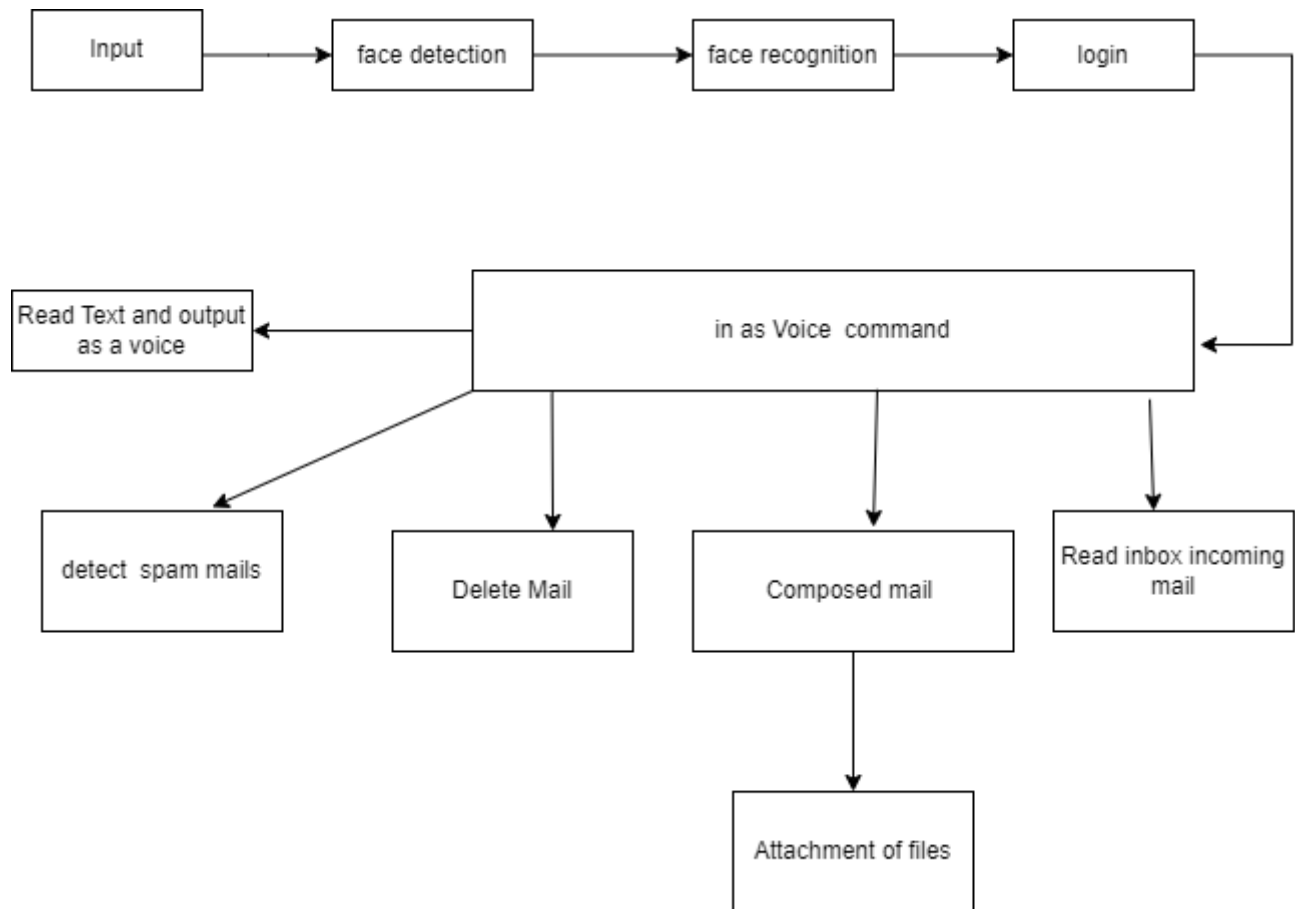 Input
face detection
face recognition
login
Read Text and output
as a voice
in as Voice  command
detect  spam mails
Delete Mail
Composed mail
Read inbox incoming
mail
Attachment of files